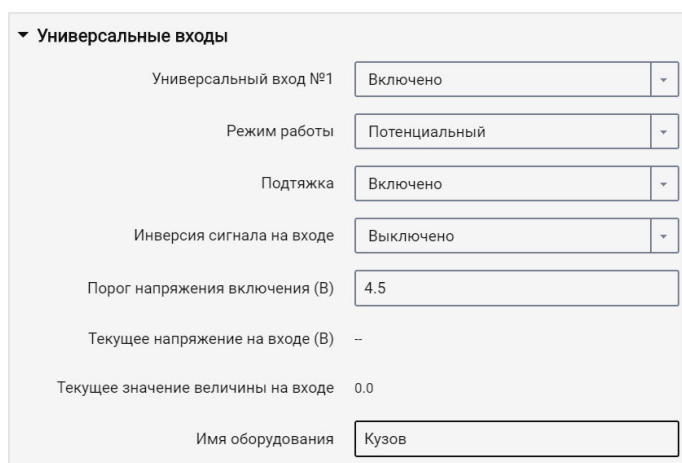 Универсальные входы
Универсальный вход №1 Включено
Режим работы Потенциальный
Подтяжка Включено
Инверсия сигнала на входе Выключено
Порог напряжения включения (В) 4.5
Текущее напряжение на входе (В) --
Текущее значение величины на входе 0.0
Имя оборудования Кузов